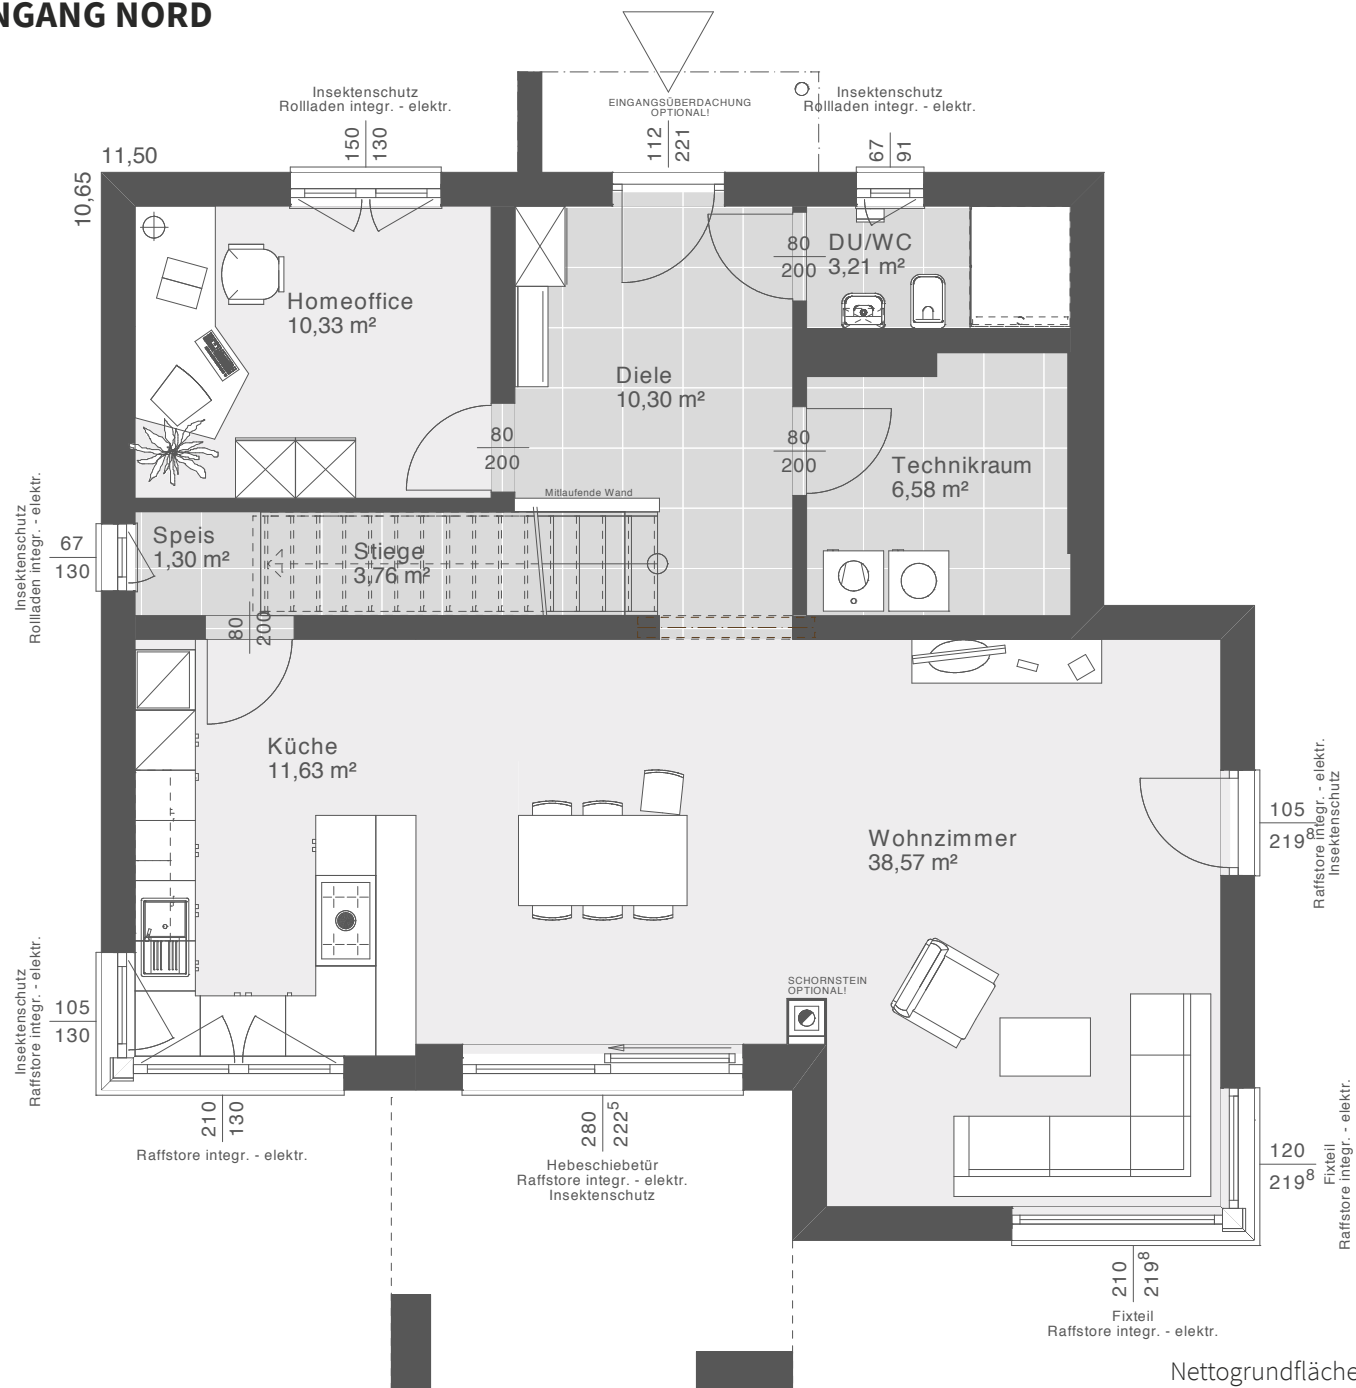 NGANG NORD
Insektenschutz
Rollladen integr. - elektr.
EINGANGSÜBERDACHUNG
OPTIONAL!
Insektenschutz
Rollladen integr. - elektr.
150
130
112
221
67
91
11,50
10,65
DU/WC
3,21 m²
80
200
Homeoffice
10,33 m²
Diele
10,30 m²
80
200
80
200
Technikraum
6,58 m²
Mitlaufende Wand
Insektenschutz
Rollladen integr. - elektr.
67
130
Speis
1,30 m²
Stiege
3,76 m²
80
200
Küche
11,63 m²
Wohnzimmer
38,57 m²
105
219⁸
Raffstore integr. - elektr.
Insektenschutz
Insektenschutz
Raffstore integr. - elektr.
105
130
SCHORNSTEIN
OPTIONAL!
210
130
Raffstore integr. - elektr.
280
222⁵
Hebeschiebetür
Raffstore integr. - elektr.
Insektenschutz
120
219⁸
Fixteil
Raffstore integr. - elektr.
210
219⁸
Fixteil
Raffstore integr. - elektr.
Nettogrundfläche